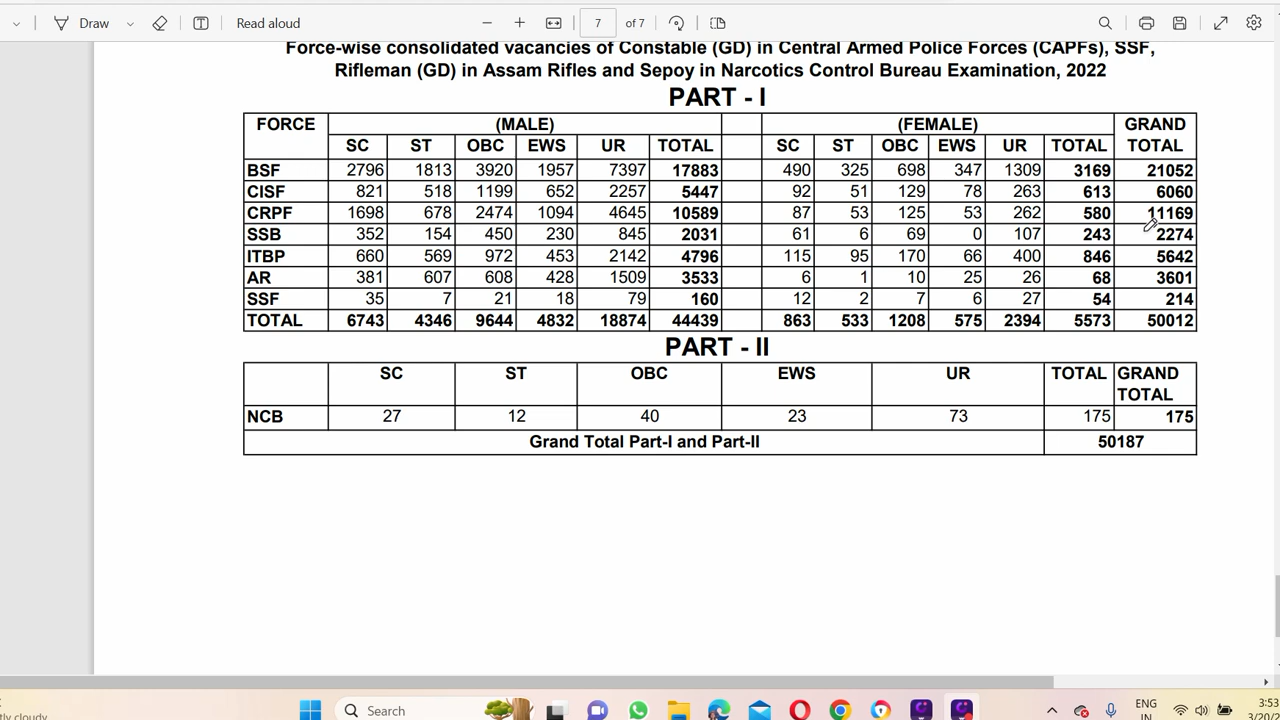 Draw
Read aloud
7 of 7
Force-wise consolidated vacancies of Constable (GD) in Central Armed Police Forces (CAPFs), SSF,
Rifleman (GD) in Assam Rifles and Sepoy in Narcotics Control Bureau Examination, 2022
PART - I
FORCE (MALE) (FEMALE) GRAND TOTAL
SC ST OBC EWS UR TOTAL SC ST OBC EWS UR TOTAL
BSF 2796 1813 3920 1957 7397 17883 490 325 698 347 1309 3169 21052
CISF 821 518 1199 652 2257 5447 92 51 129 78 263 613 6060
CRPF 1698 678 2474 1094 4645 10589 87 53 125 53 262 580 11169
SSB 352 154 450 230 845 2031 61 6 69 0 107 243 2274
ITBP 660 569 972 453 2142 4796 115 95 170 66 400 846 5642
AR 381 607 608 428 1509 3533 6 1 10 25 26 68 3601
SSF 35 7 21 18 79 160 12 2 7 6 27 54 214
TOTAL 6743 4346 9644 4832 18874 44439 863 533 1208 575 2394 5573 50012
PART - II
SC ST OBC EWS UR TOTAL GRAND TOTAL
NCB 27 12 40 23 73 175 175
Grand Total Part-I and Part-II 50187
Search
ENG
IN
3:53
tly cloudy